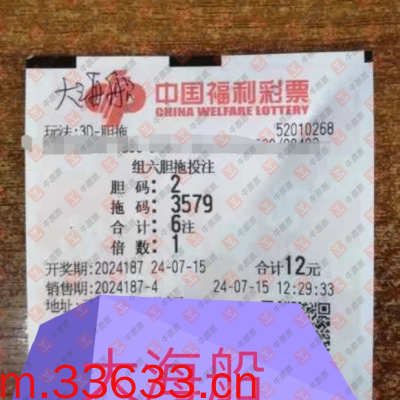 大海船
中国福利彩票
CHINA WELFARE LOTTERY
玩法:3D-胆拖 52010268
组六胆拖投注
胆 码: 2
拖 码: 3579
合 计: 6注
倍 数: 1
开奖期:2024187 24-07-15 合计12元
销售期:2024187-4 24-07-15 12:29:33
地址:
大海船
m.33633.cn